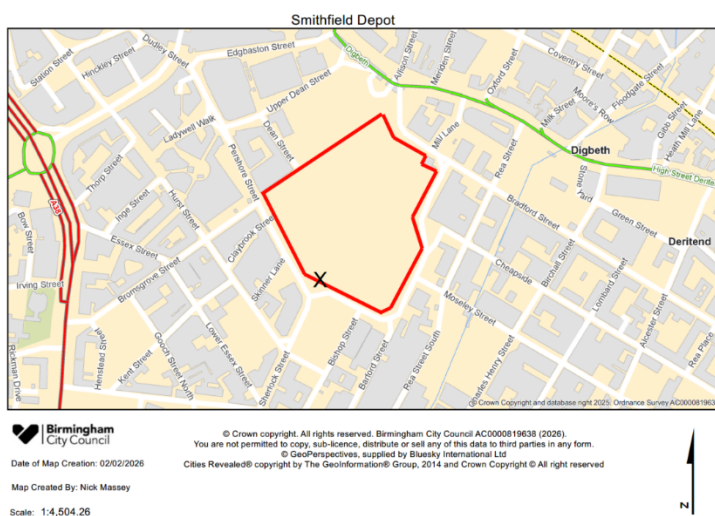 Smithfield Depot
Station Street
Hinckley Street
Dudley Street
Edgbaston Street
Digbeth
Allison Street
Meriden Street
Oxford Street
Coventry Street
Floodgate Street
Moore's Row
Milk Street
Gibb Street
Heath Mill Lane
Upper Dean Street
Ladywell Walk
Dean Street
Pershore Street
Mill Lane
Rea Street
Digbeth
High Street Derite
Thorp Street
Inge Street
Hurst Street
A38
Bow Street
Essex Street
Claybrook Street
Bradford Street
Stone Yard
Green Street
Deritend
Irving Street
Bromsgrove Street
Skinner Lane
X
Cheapside
Birchall Street
Lombard Street
Moseley Street
Alcester Street
Rea Place
Rickman Drive
Henstead Street
Kent Street
Gooch Street North
Lower Essex Street
Sherlock Street
Bishop Street
Barford Street
Rea Street South
Charles Henry Street
© Crown Copyright and database right 2025. Ordnance Survey AC000081963
Birmingham
City Council
© Crown copyright. All rights reserved. Birmingham City Council AC0000819638 (2026).
You are not permitted to copy, sub-licence, distribute or sell any of this data to third parties in any form.
© GeoPerspectives, supplied by Bluesky International Ltd
Cities Revealed® copyright by The GeoInformation® Group, 2014 and Crown Copyright © All right reserved
Date of Map Creation: 02/02/2026
Map Created By: Nick Massey
Scale: 1:4,504.26
N